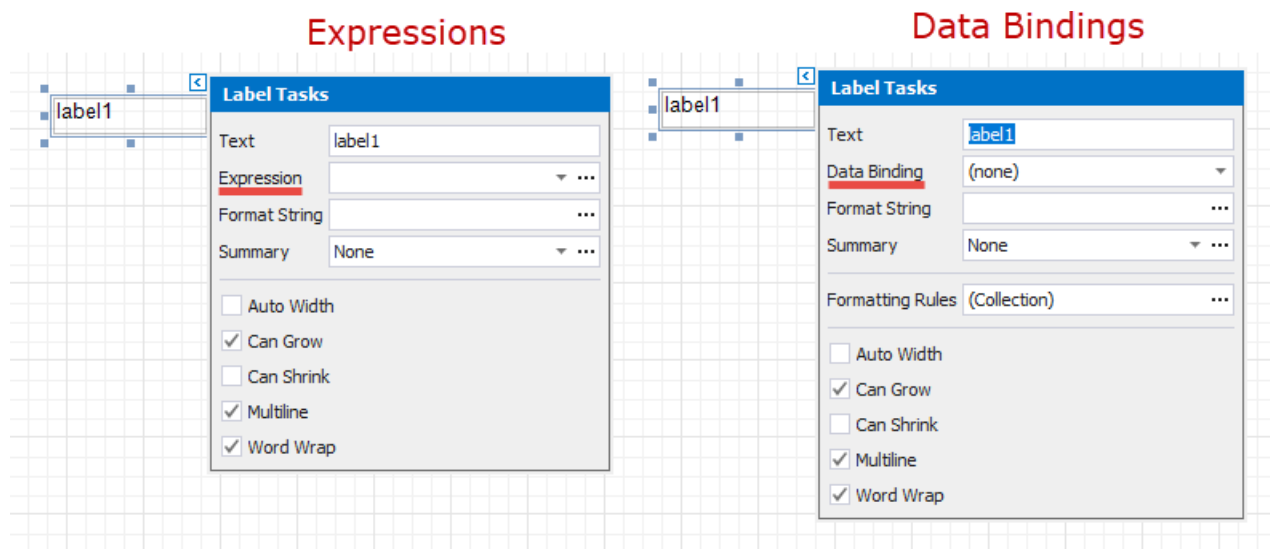 Expressions
label1
Label Tasks
Text label1
Expression
Format String
Summary None
Auto Width
Can Grow
Can Shrink
Multiline
Word Wrap
Data Bindings
label1
Label Tasks
Text label1
Data Binding (none)
Format String
Summary None
Formatting Rules (Collection)
Auto Width
Can Grow
Can Shrink
Multiline
Word Wrap